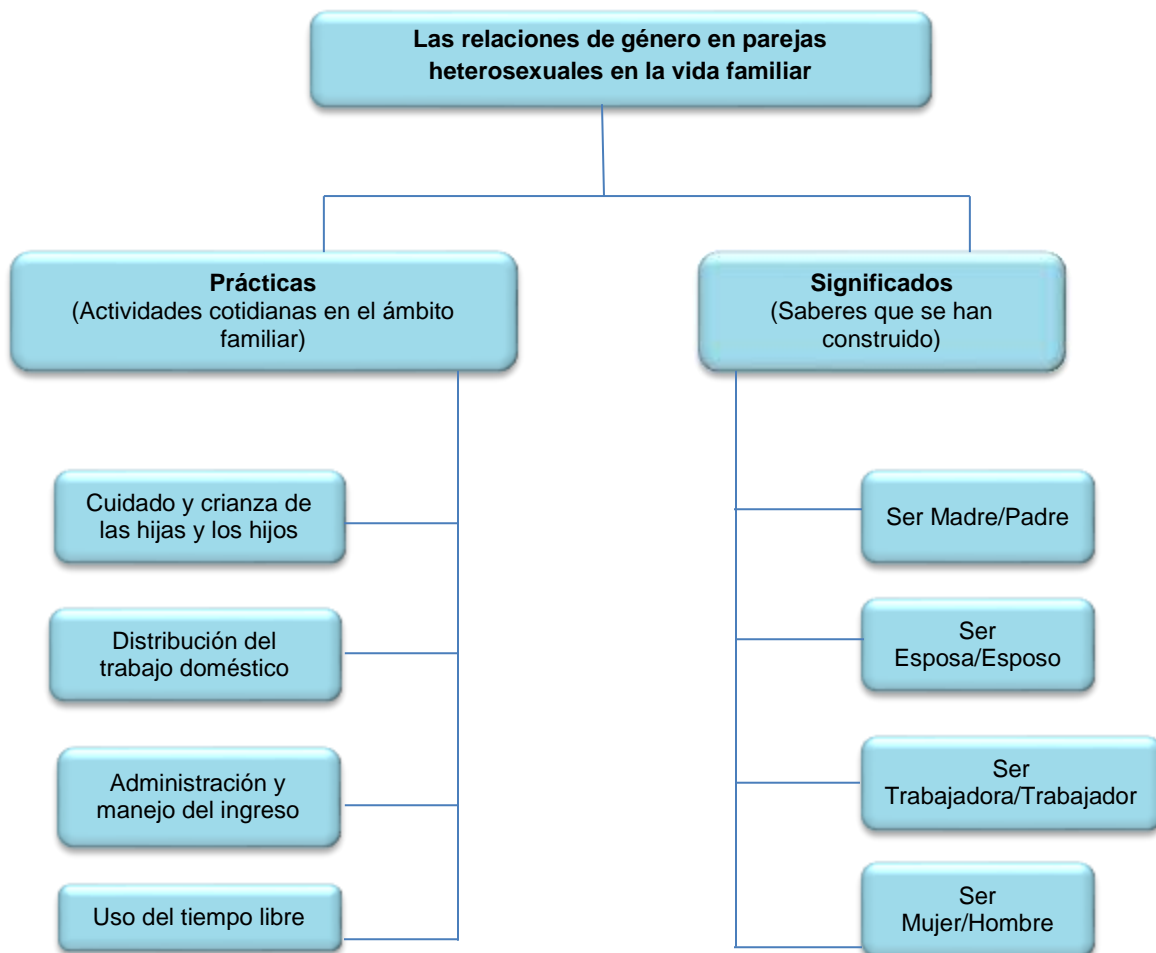 Las relaciones de género en parejas
heterosexuales en la vida familiar
Prácticas
(Actividades cotidianas en el ámbito
familiar)
Significados
(Saberes que se han
construido)
Cuidado y crianza de
las hijas y los hijos
Distribución del
trabajo doméstico
Administración y
manejo del ingreso
Uso del tiempo libre
Ser Madre/Padre
Ser
Esposa/Esposo
Ser
Trabajadora/Trabajador
Ser
Mujer/Hombre